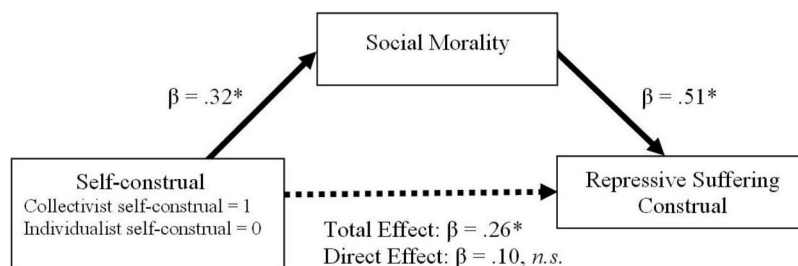 Social Morality
β = .32*
β = .51*
Self-construal
Collectivist self-construal = 1
Individualist self-construal = 0
Repressive Suffering
Construal
Total Effect: β = .26*
Direct Effect: β = .10, n.s.